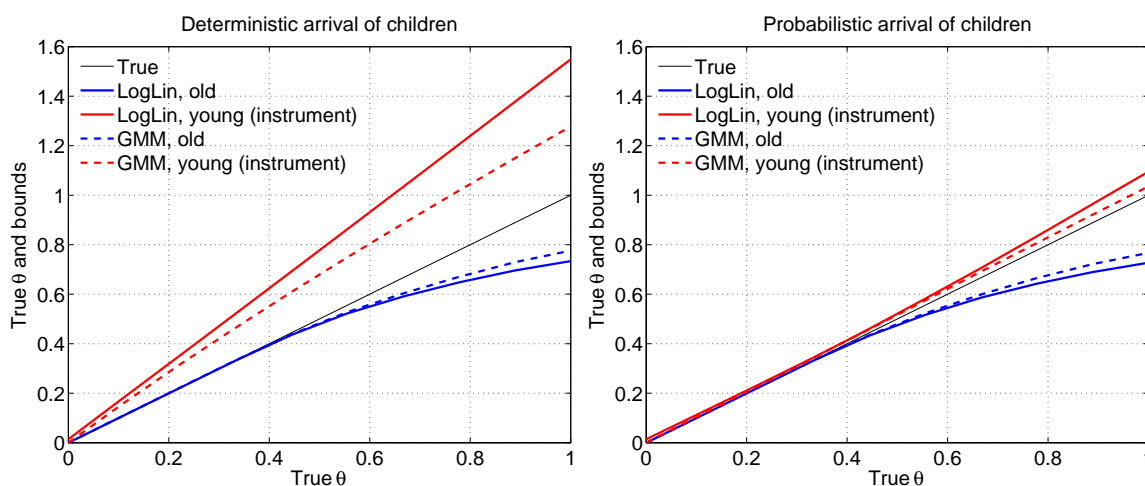 Deterministic arrival of children
1.6
1.4
1.2
1
0.8
0.6
0.4
0.2
0
True θ and bounds
True
LogLin, old
LogLin, young (instrument)
GMM, old
GMM, young (instrument)
0 0.2 0.4 0.6 0.8 1
True θ
Probabilistic arrival of children
1.6
1.4
1.2
1
0.8
0.6
0.4
0.2
0
True θ and bounds
True
LogLin, old
LogLin, young (instrument)
GMM, old
GMM, young (instrument)
0 0.2 0.4 0.6 0.8
True θ